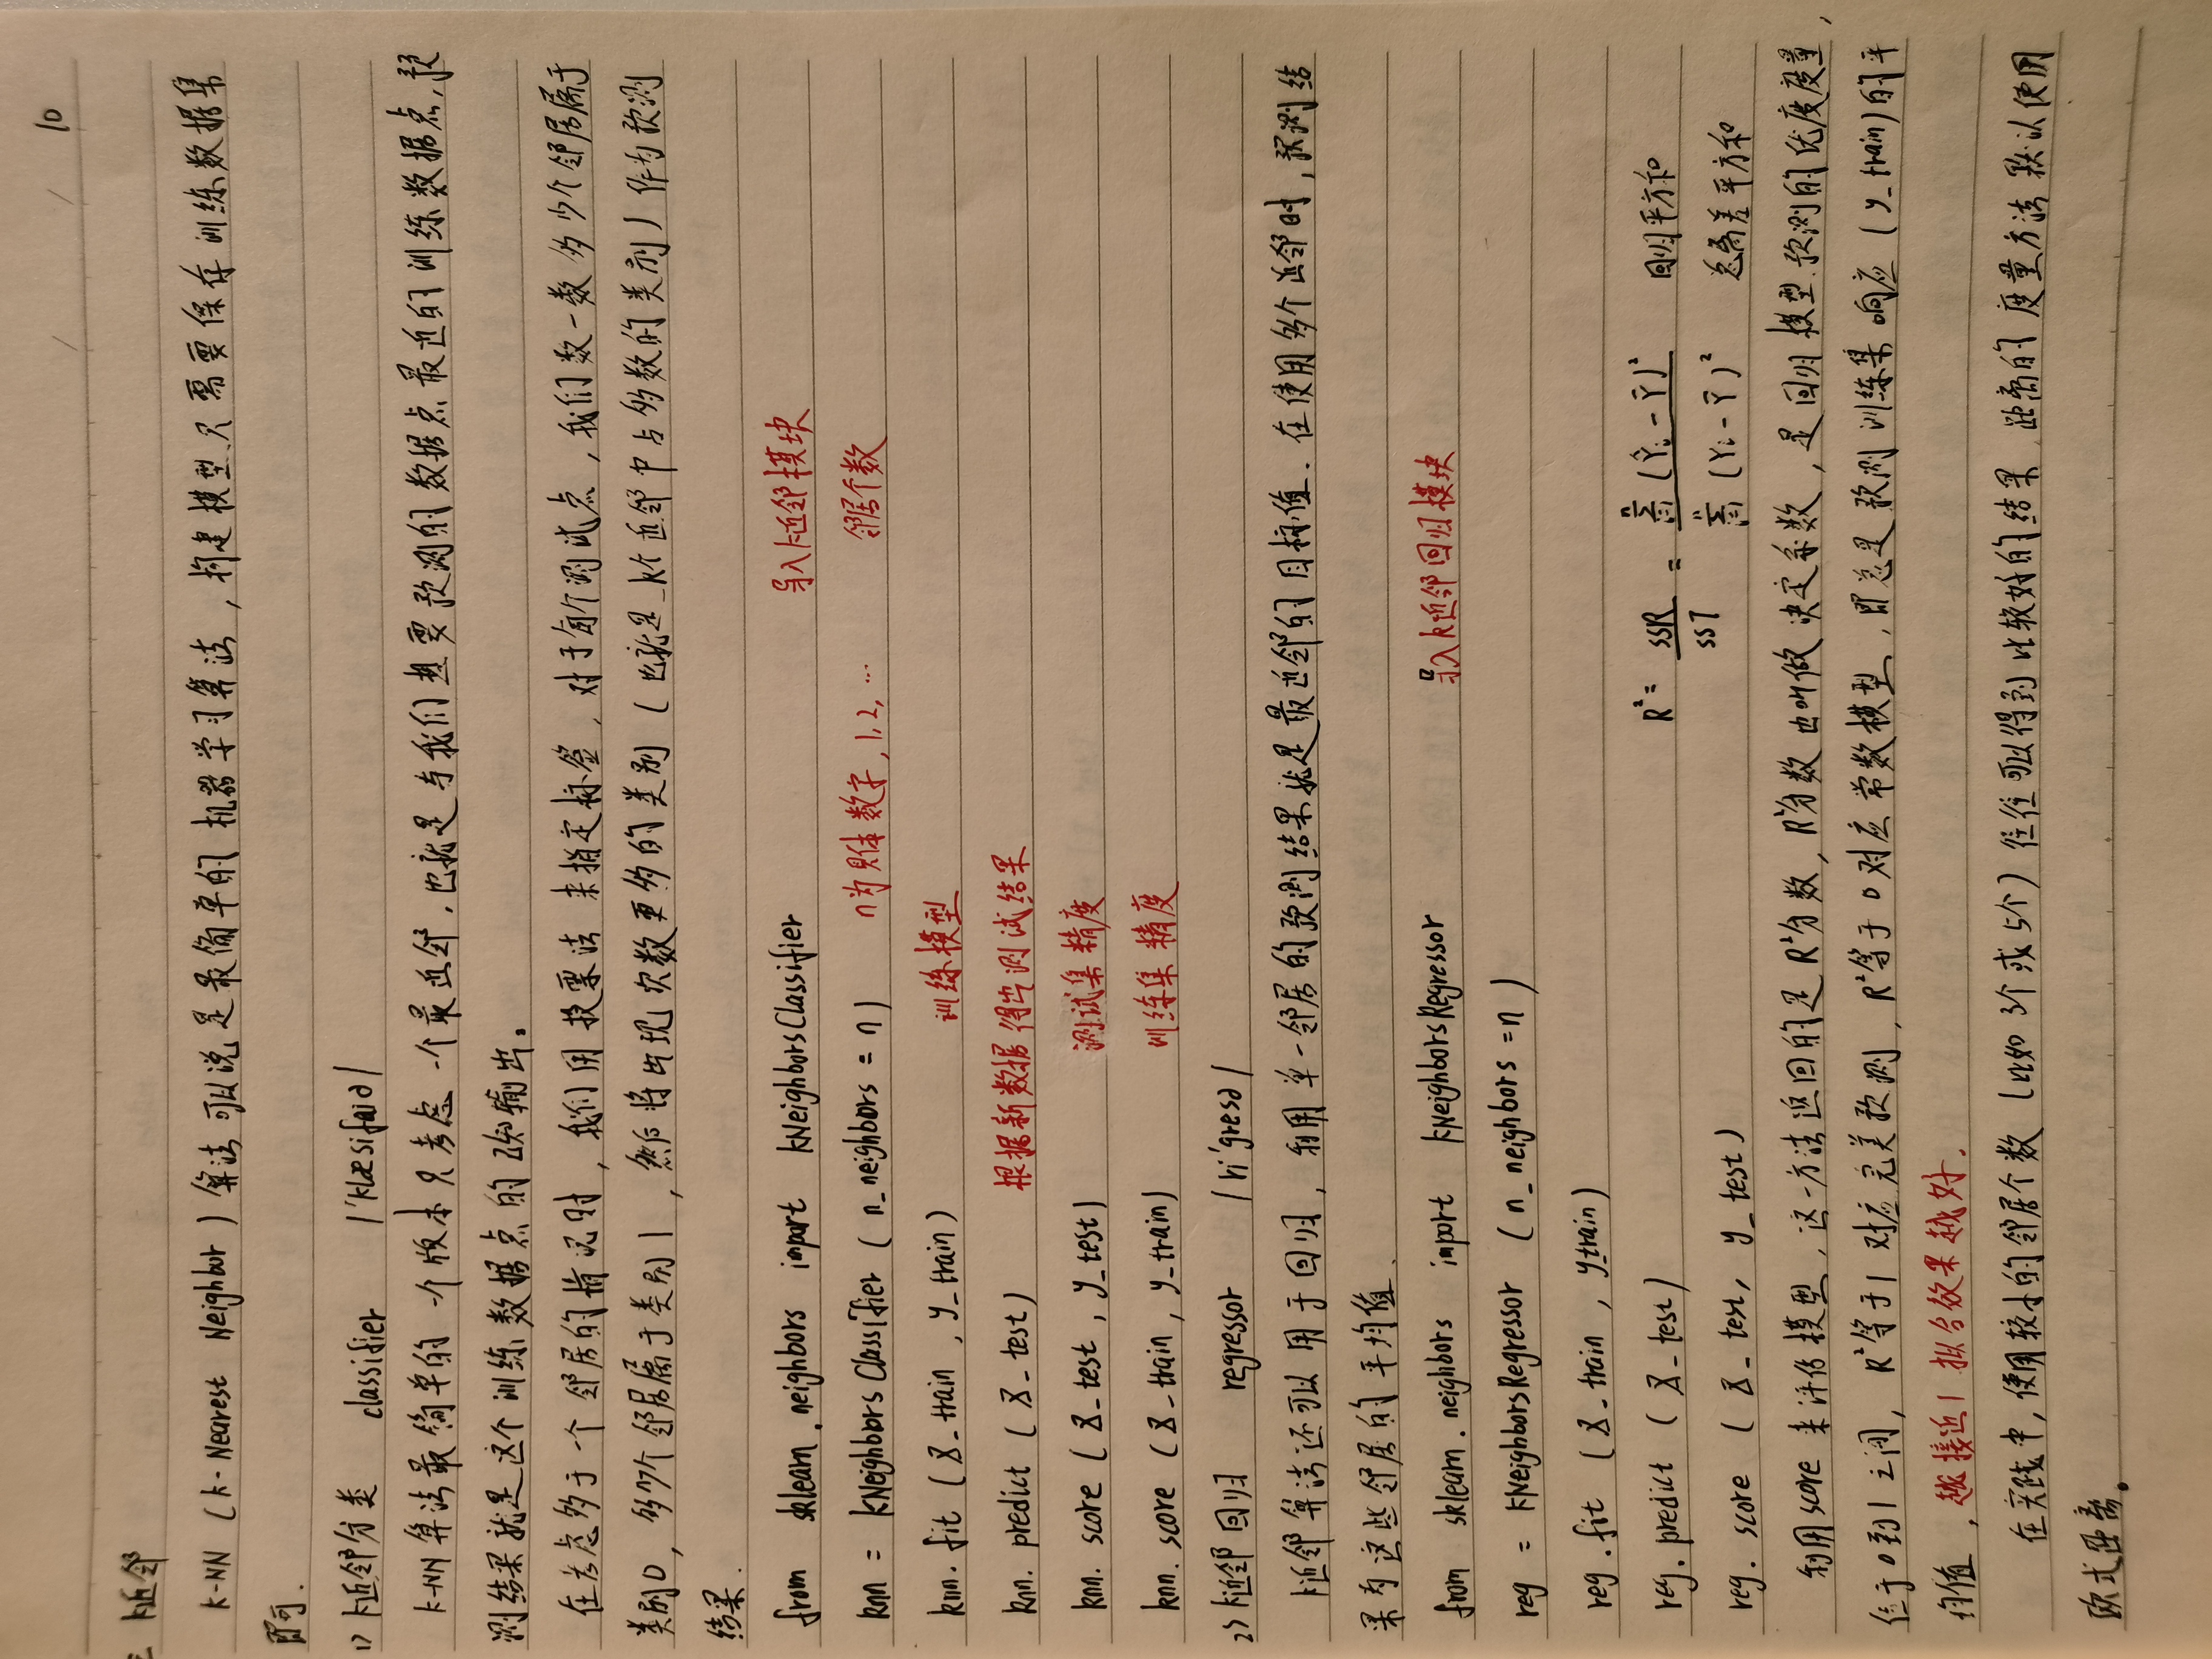 10
k近邻
k-NN (k-Nearest Neighbor) 算法可以说是最简单的机器学习算法，构建模型只需要保存训练数据集
即可.
1) k近邻分类 classifier /'klæsifaiə/
k-NN算法最简单的一个版本只考虑一个最近邻，也就是与我们想要预测的数据点最近的训练数据点，预
测结果就是这个训练数据点的已知输出。
在考虑多于一个邻居的情况时，我们用投票法来指定标签，对于每个测试点，我们数一数多少个邻居属于
类别0，多少个邻居属于类别1，然后将出现次数更多的类别（也就是k个近邻中占多数的类别）作为预测
结果.
from sklearn.neighbors import kNeighborsClassifier 导入k近邻模块
knn = kNeighborsClassifier (n_neighbors = n) n为具体数字, 1, 2, ... 邻居个数
knn.fit (X_train, y_train) 训练模型
knn.predict (X_test) 根据新数据得出测试结果
knn.score (X_test, y_test) 测试集精度
knn.score (X_train, y_train) 训练集精度
2) k近邻回归 regressor /ri'gresə/
k近邻算法还可以用于回归，利用单一邻居的预测结果就是最近邻的目标值. 在使用多个近邻时，预测结
果为这些邻居的平均值.
from sklearn.neighbors import kNeighborsRegressor 导入k近邻回归模块
reg = kNeighborsRegressor (n_neighbors = n)
reg.fit (X_train, y_train)
reg.predict (X_test) R² = SSR/SST = Σⁿᵢ₌₁ (Ŷᵢ - Ȳ)² / Σⁿᵢ₌₁ (Yᵢ - Ȳ)² 回归平方和
reg.score (X_test, y_test) 总离差平方和
利用score来评估模型，这一方法返回的是R²分数，R²分数也叫做决定系数，是回归模型预测的优度度量，
位于0到1之间，R²等于1对应完美预测，R²等于0对应常数模型，即总是预测训练集响应 (y_train) 的平
均值，越接近1拟合效果越好.
在实践中，使用较小的邻居个数（比如3个或5个）往往可以得到比较好的结果，距离的度量方法默认使用
欧式距离。